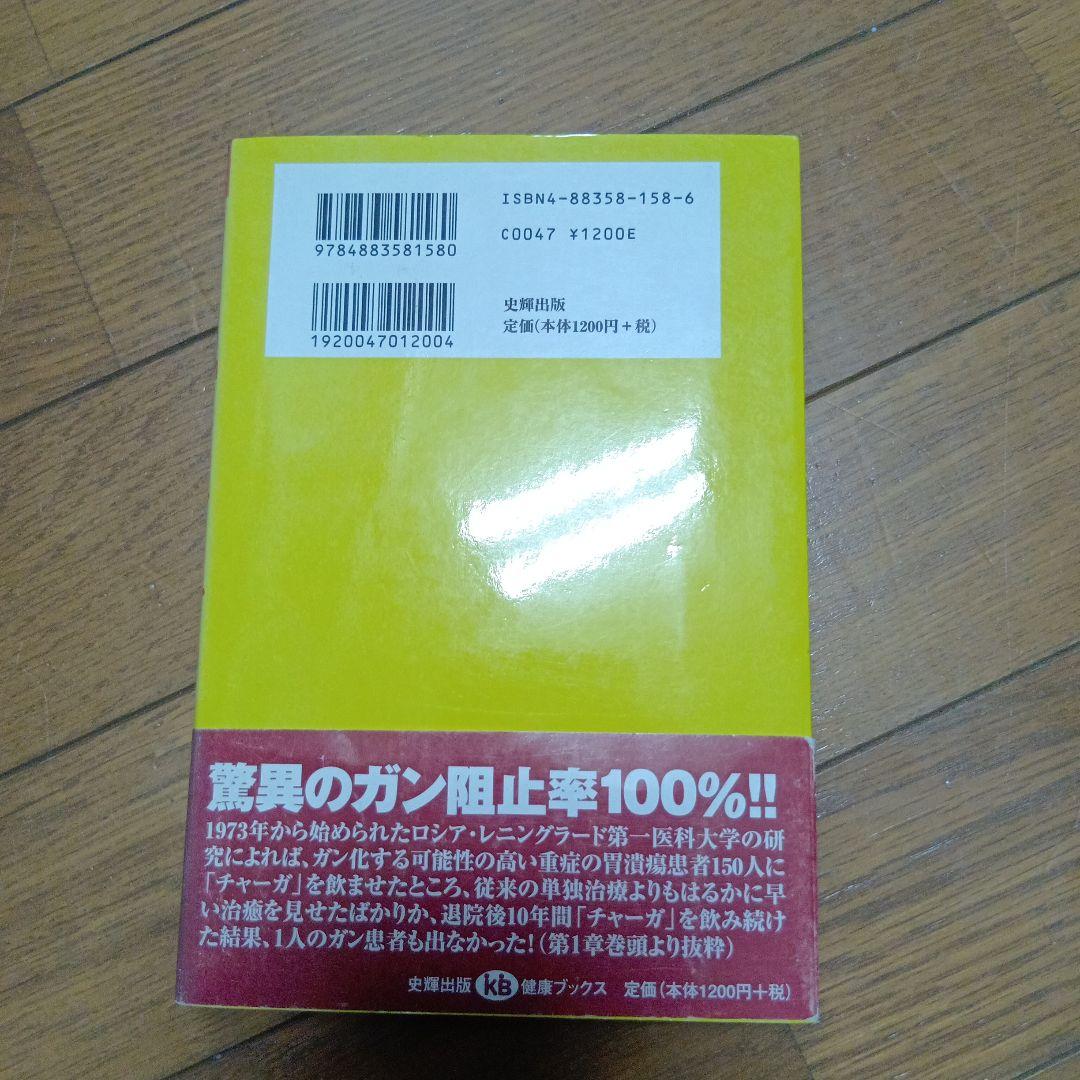 ISBN4-88358-158-6
C0047 ¥1200E
9784883581580
史輝出版
定価(本体1200円+税)
1920047012004
驚異のガン阻止率100%!!
1973年から始められたロシア・レニングラード第一医科大学の研
究によれば、ガン化する可能性の高い重症の胃潰瘍患者150人に
「チャーガ」を飲ませたところ、従来の単独治療よりもはるかに早
い治癒を見せたばかりか、退院後10年間「チャーガ」を飲み続け
た結果、1人のガン患者も出なかった!(第1章巻頭より抜粋)
史輝出版 KB 健康ブックス 定価(本体1200円+税)